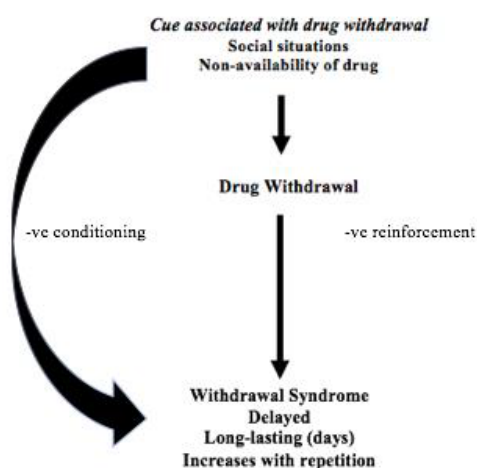 Cue associated with drug withdrawal
Social situations
Non-availability of drug
Drug Withdrawal
-ve conditioning
-ve reinforcement
Withdrawal Syndrome
Delayed
Long-lasting (days)
Increases with repetition